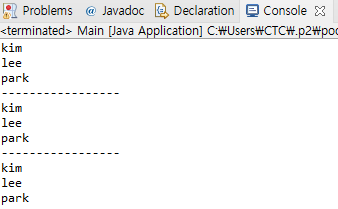 Problems @ Javadoc Declaration Console
<terminated> Main [Java Application] C:₩Users₩CTC₩.p2₩poo
kim
lee
park
-----------------
kim
lee
park
-----------------
kim
lee
park